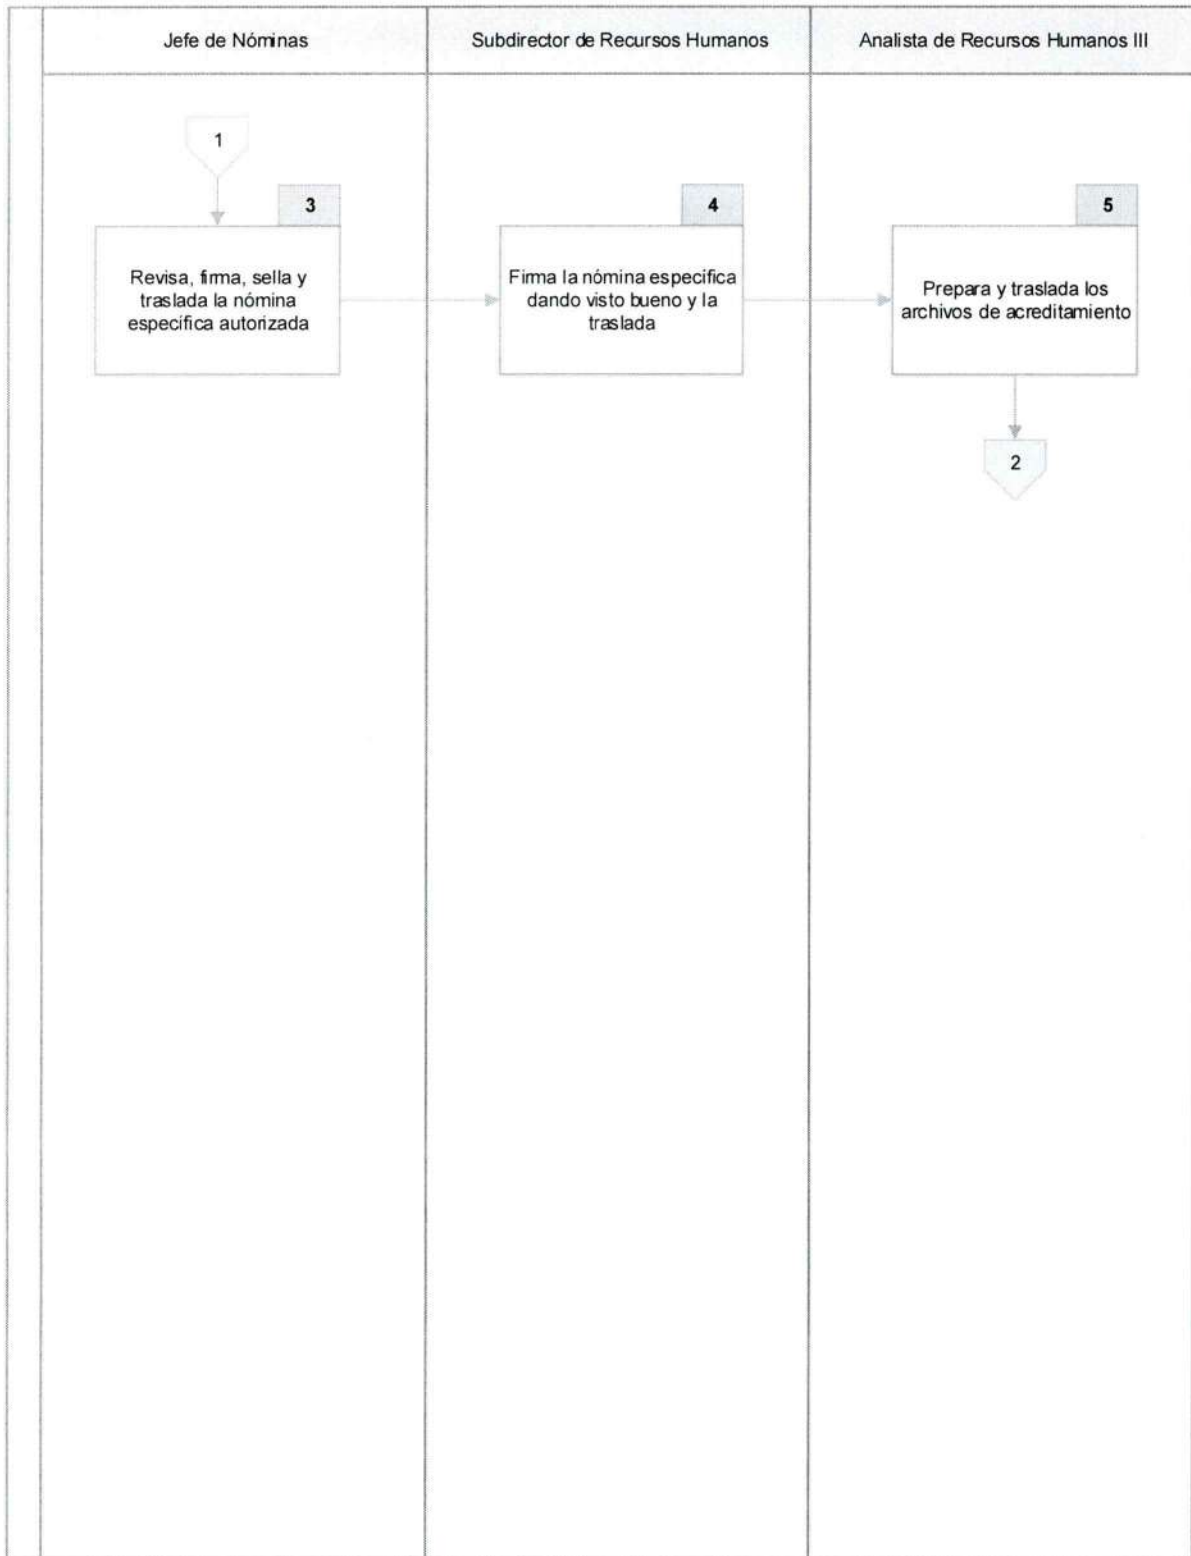 Jefe de Nóminas
Subdirector de Recursos Humanos
Analista de Recursos Humanos III
1
3
Revisa, firma, sella y
traslada la nómina
específica autorizada
4
Firma la nómina especifica
dando visto bueno y la
traslada
5
Prepara y traslada los
archivos de acreditamiento
2